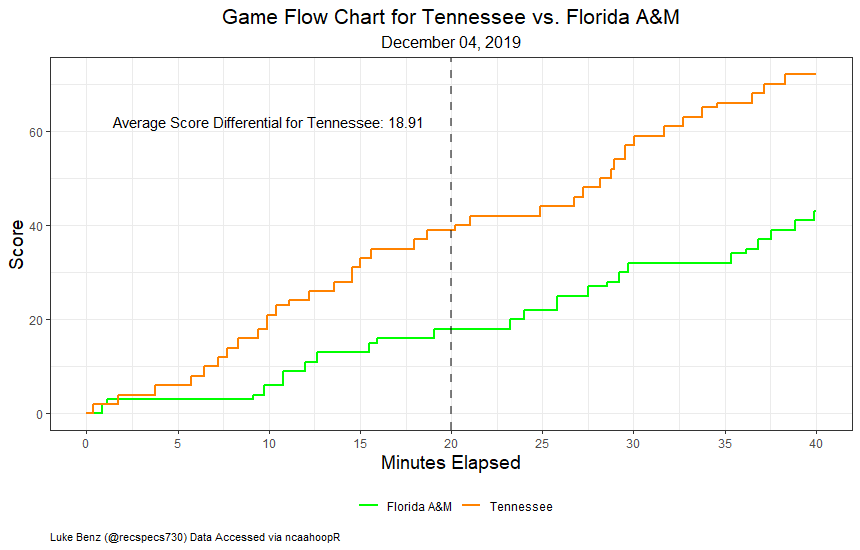 Game Flow Chart for Tennessee vs. Florida A&M
December 04, 2019
Average Score Differential for Tennessee: 18.91
Score
60
40
20
0
0 5 10 15 20 25 30 35 40
Minutes Elapsed
Florida A&M Tennessee
Luke Benz (@recspecs730) Data Accessed via ncaahoopR